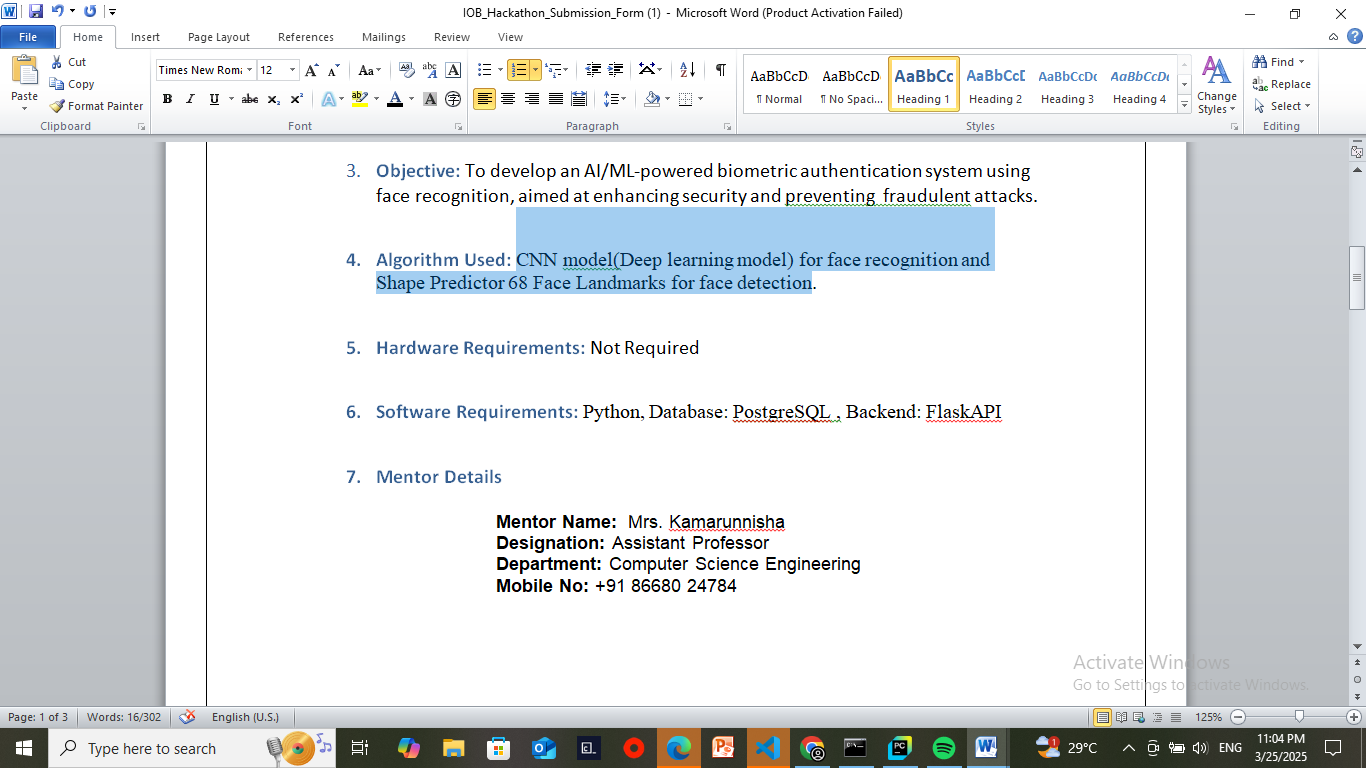 IOB_Hackathon_Submission_Form (1) - Microsoft Word (Product Activation Failed)
File Home Insert Page Layout References Mailings Review View
Paste
Cut
Copy
Format Painter
Clipboard
Times New Roma 12
Font
Paragraph
AaBbCcD AaBbCcD AaBbCc AaBbCcI AaBbCcDc AaBbCcDc
¶ Normal ¶ No Spaci... Heading 1 Heading 2 Heading 3 Heading 4
Change Styles
Styles
Find
Replace
Select
Editing
3. Objective: To develop an AI/ML-powered biometric authentication system using
face recognition, aimed at enhancing security and preventing fraudulent attacks.
4. Algorithm Used: CNN model(Deep learning model) for face recognition and
Shape Predictor 68 Face Landmarks for face detection.
5. Hardware Requirements: Not Required
6. Software Requirements: Python, Database: PostgreSQL , Backend: FlaskAPI
7. Mentor Details
Mentor Name: Mrs. Kamarunnisha
Designation: Assistant Professor
Department: Computer Science Engineering
Mobile No: +91 86680 24784
Activate Windows
Go to Settings to activate Windows.
Page: 1 of 3 Words: 16/302 English (U.S.) 125%
Type here to search
29°C ENG 11:04 PM
3/25/2025